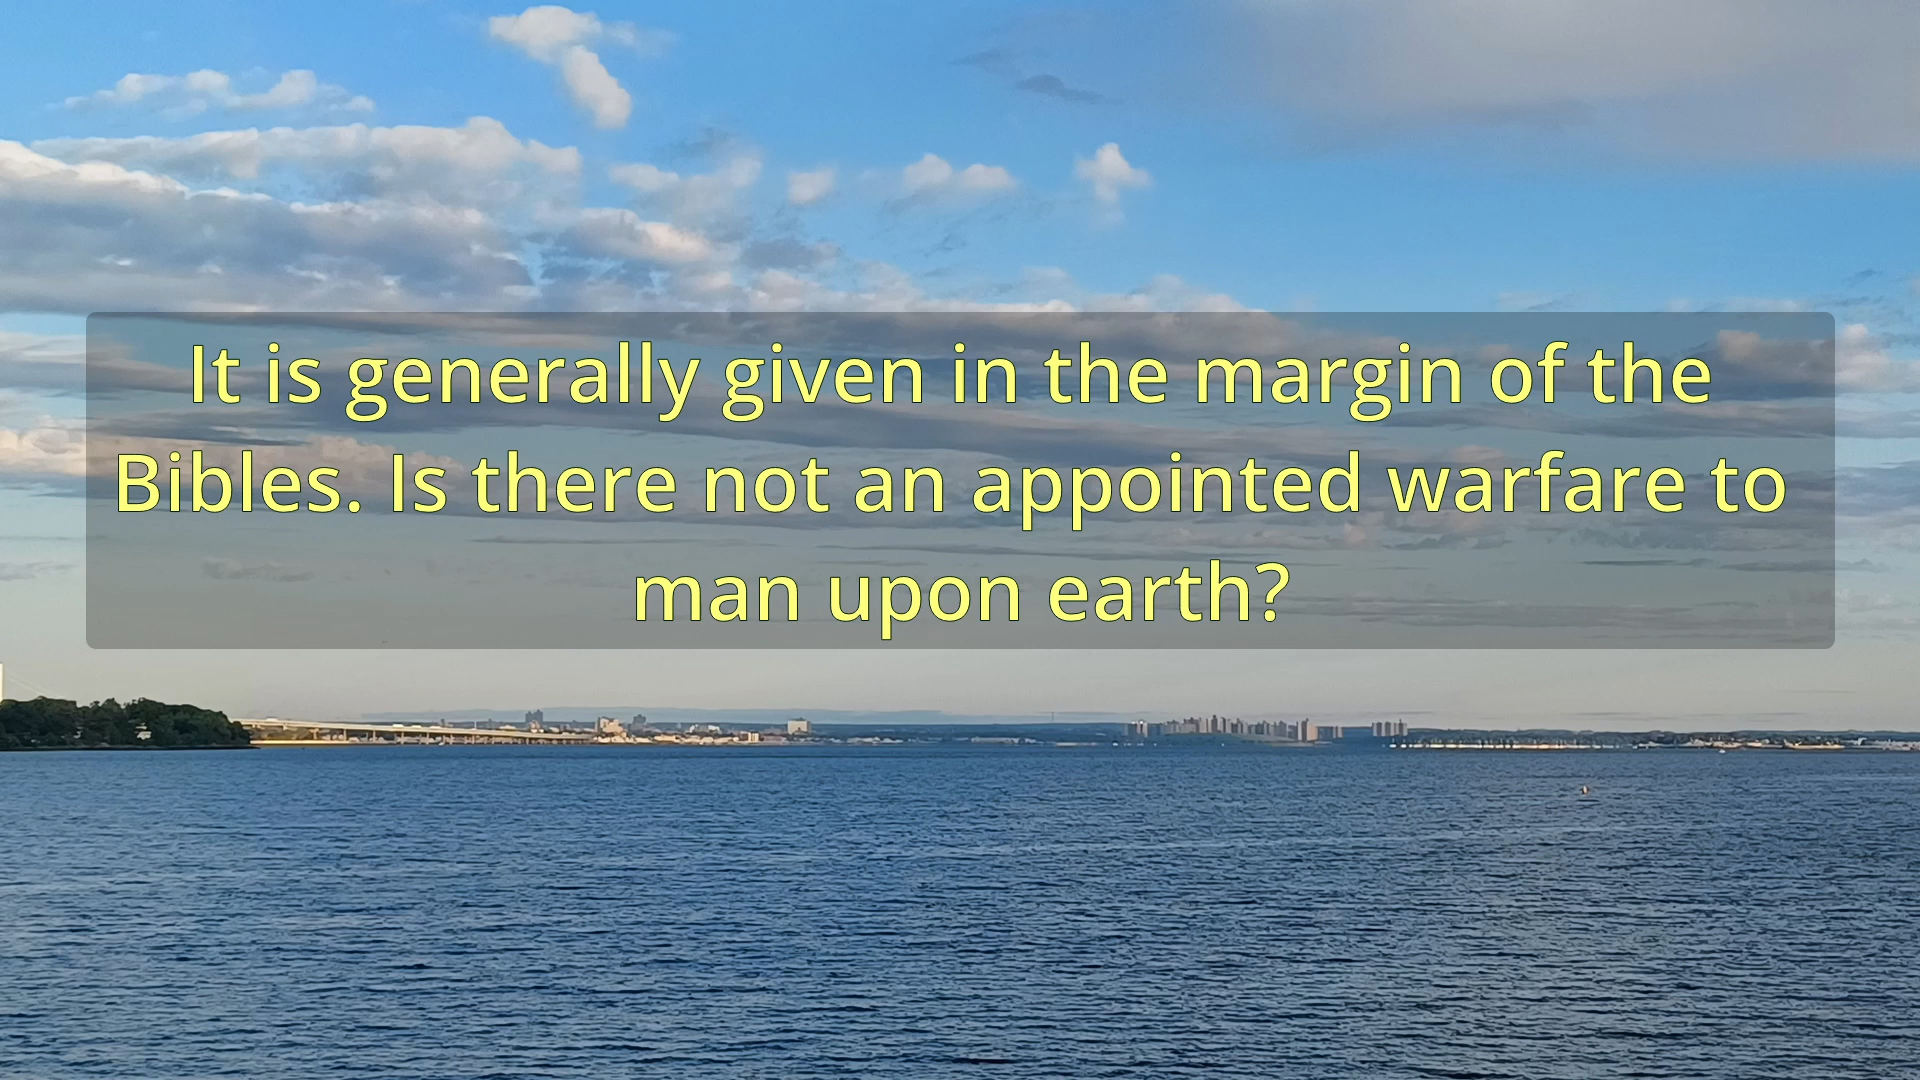 It is generally given in the margin of the
Bibles. Is there not an appointed warfare to
man upon earth?